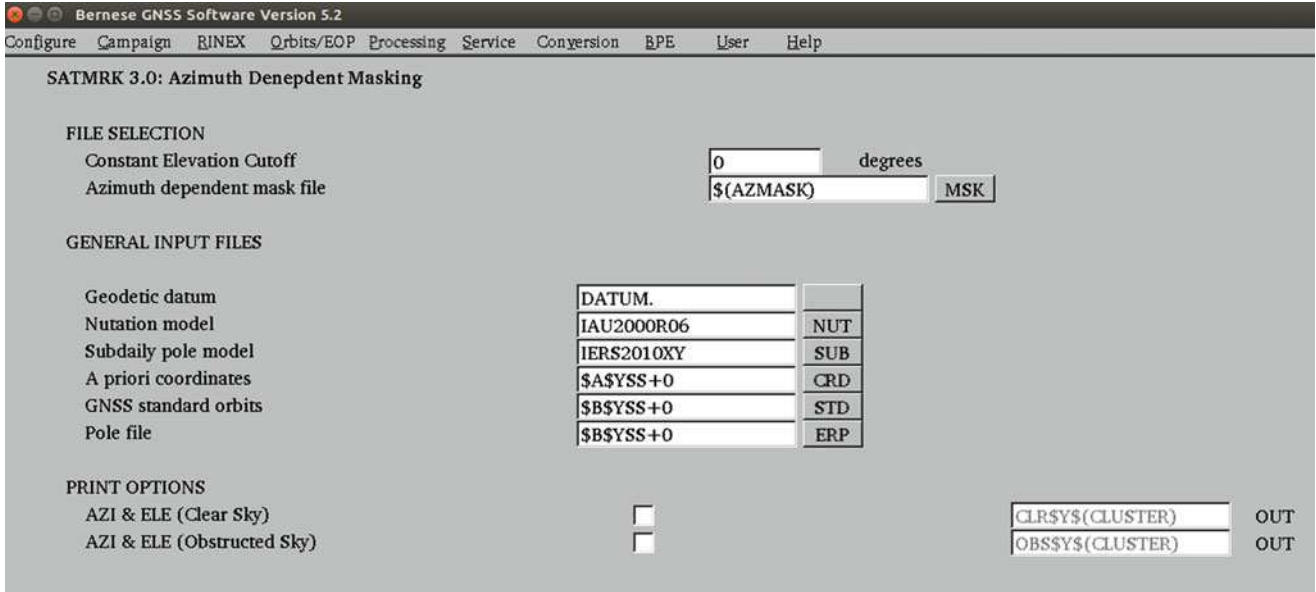 Bernese GNSS Software Version 5.2
Configure Campaign RINEX Orbits/EOP Processing Service Conversion BPE User Help
SATMRK 3.0: Azimuth Denepdent Masking
FILE SELECTION
Constant Elevation Cutoff 0 degrees
Azimuth dependent mask file $(AZMASK) MSK
GENERAL INPUT FILES
Geodetic datum DATUM.
Nutation model IAU2000R06 NUT
Subdaily pole model IERS2010XY SUB
A priori coordinates $A$YSS+0 CRD
GNSS standard orbits $B$YSS+0 STD
Pole file $B$YSS+0 ERP
PRINT OPTIONS
AZI & ELE (Clear Sky) CLR$Y$(CLUSTER) OUT
AZI & ELE (Obstructed Sky) OBS$Y$(CLUSTER) OUT